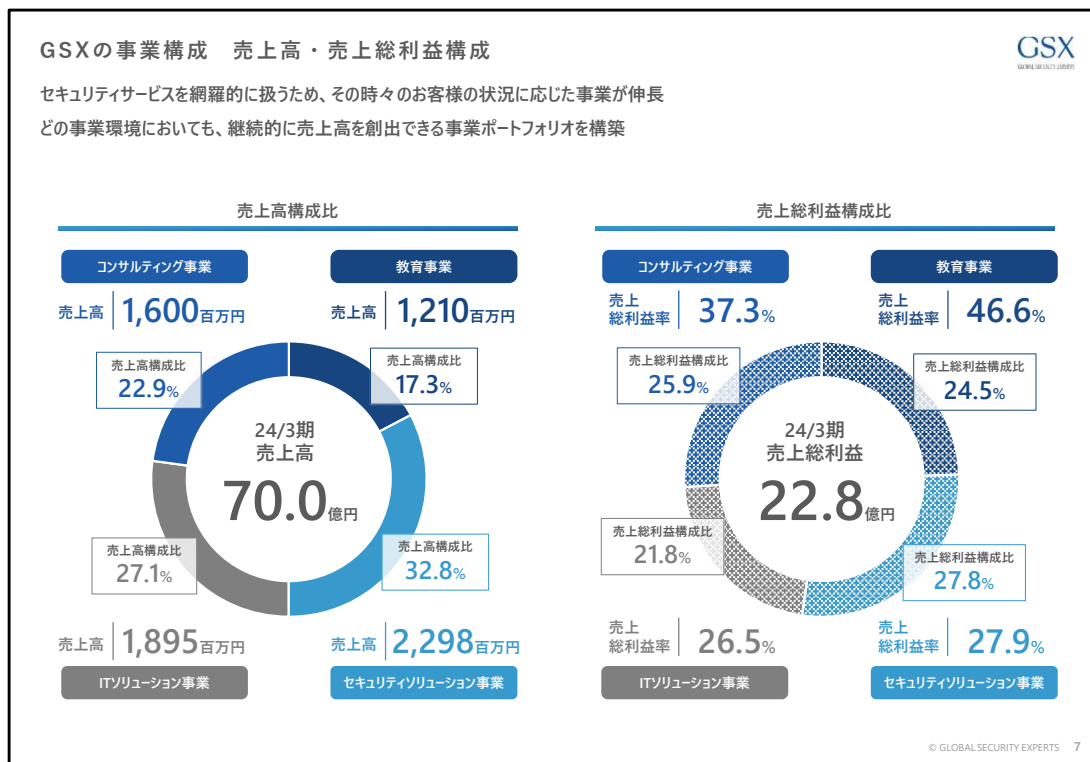 GSXの事業構成　売上高・売上総利益構成
GSX
GLOBAL SECURITY EXPERTS
セキュリティサービスを網羅的に扱うため、その時々のお客様の状況に応じた事業が伸長
どの事業環境においても、継続的に売上高を創出できる事業ポートフォリオを構築
売上高構成比
コンサルティング事業
教育事業
売上高 1,600百万円
売上高 1,210百万円
売上高構成比
22.9%
売上高構成比
17.3%
24/3期
売上高
70.0億円
売上高構成比
27.1%
売上高構成比
32.8%
売上高 1,895百万円
売上高 2,298百万円
ITソリューション事業
セキュリティソリューション事業
売上総利益構成比
コンサルティング事業
教育事業
売上
総利益率 37.3%
売上
総利益率 46.6%
売上総利益構成比
25.9%
売上総利益構成比
24.5%
24/3期
売上総利益
22.8億円
売上総利益構成比
21.8%
売上総利益構成比
27.8%
売上
総利益率 26.5%
売上
総利益率 27.9%
ITソリューション事業
セキュリティソリューション事業
© GLOBAL SECURITY EXPERTS 7